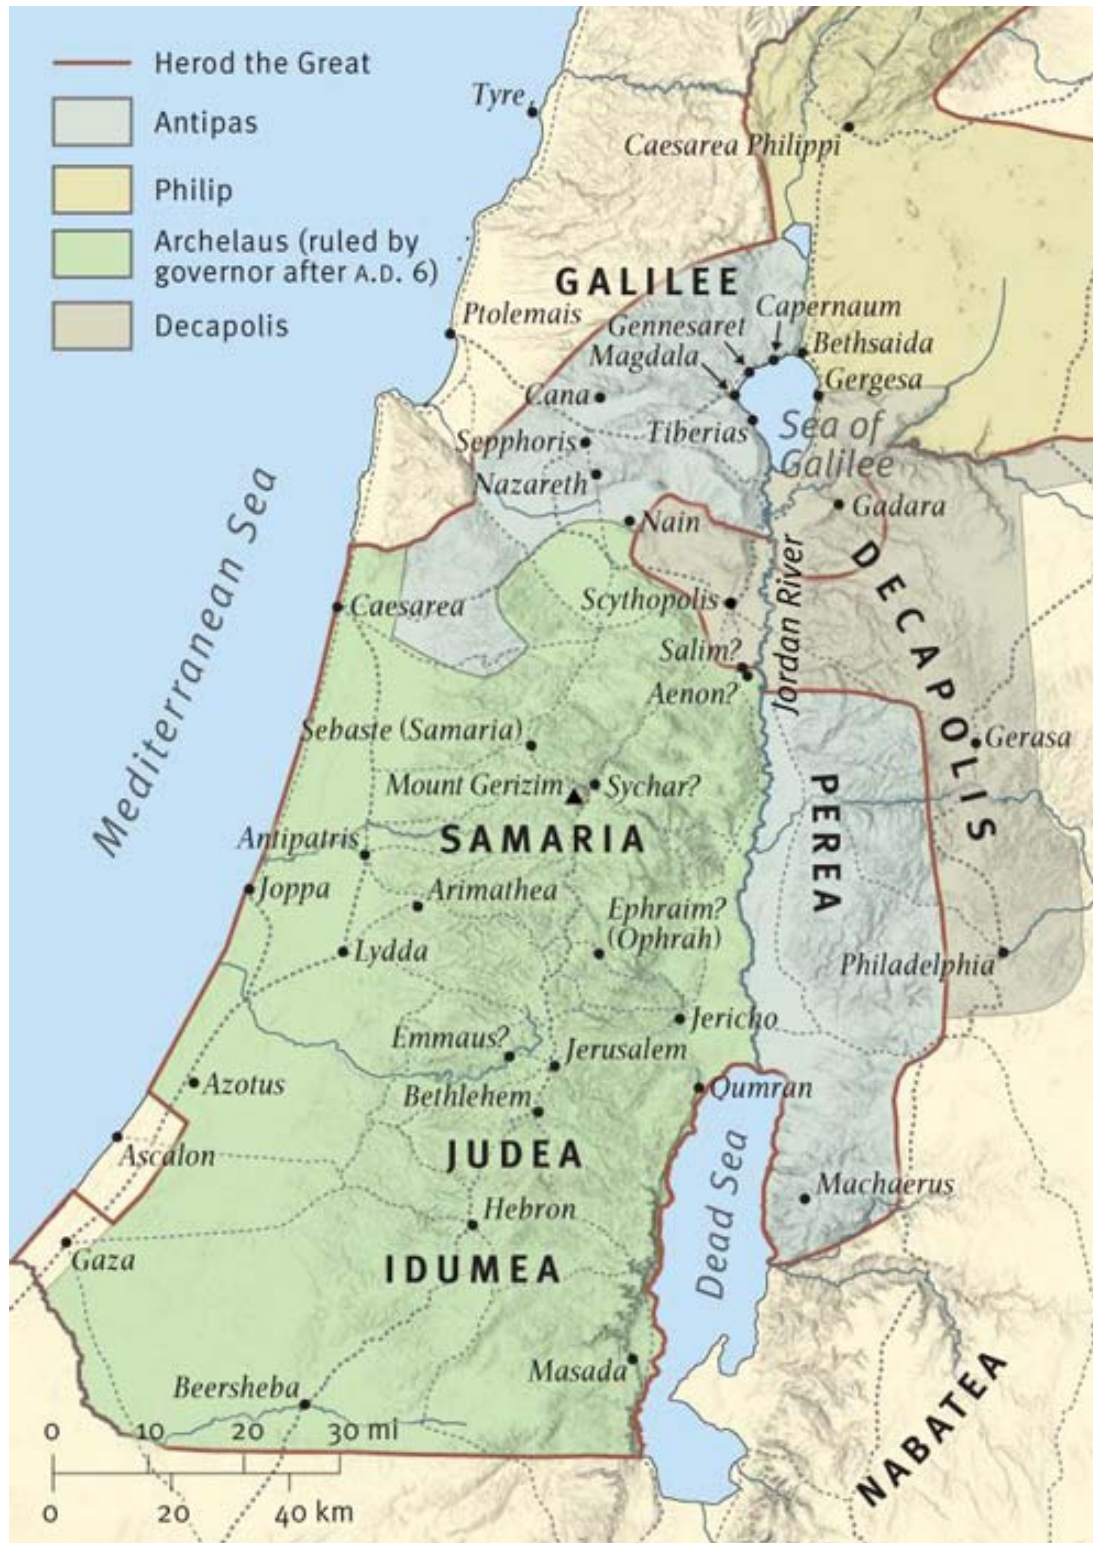 Herod the Great
Antipas
Philip
Archelaus (ruled by
governor after A.D. 6)
Decapolis
Tyre
Caesarea Philippi
GALILEE
Ptolemais
Capernaum
Gennesaret
Bethsaida
Magdala
Gergesa
Cana
Tiberias
Sea of
Galilee
Sepphoris
Nazareth
Gadara
Nain
Mediterranean Sea
Jordan River
DECAPOLIS
Caesarea
Scythopolis
Salim?
Aenon?
Sebaste (Samaria)
Gerasa
Mount Gerizim
Sychar?
PEREA
SAMARIA
Antipatris
Joppa
Arimathea
Ephraim?
(Ophrah)
Lydda
Philadelphia
Jericho
Emmaus?
Jerusalem
Azotus
Bethlehem
Qumran
Ascalon
JUDEA
Dead Sea
Machaerus
Hebron
Gaza
IDUMEA
Masada
Beersheba
NABATEA
0 10 20 30 mi
0 20 40 km